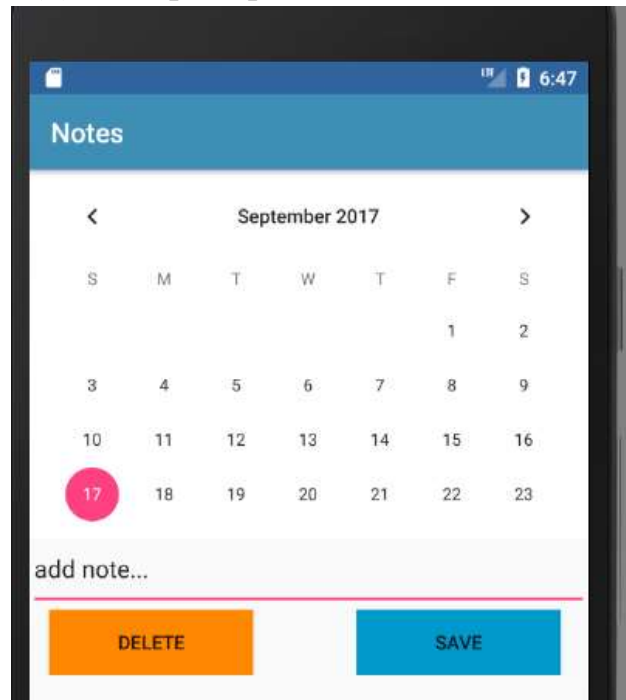 LTE 6:47
Notes
< September 2017 >
S M T W T F S
1 2
3 4 5 6 7 8 9
10 11 12 13 14 15 16
17 18 19 20 21 22 23
add note...
DELETE SAVE